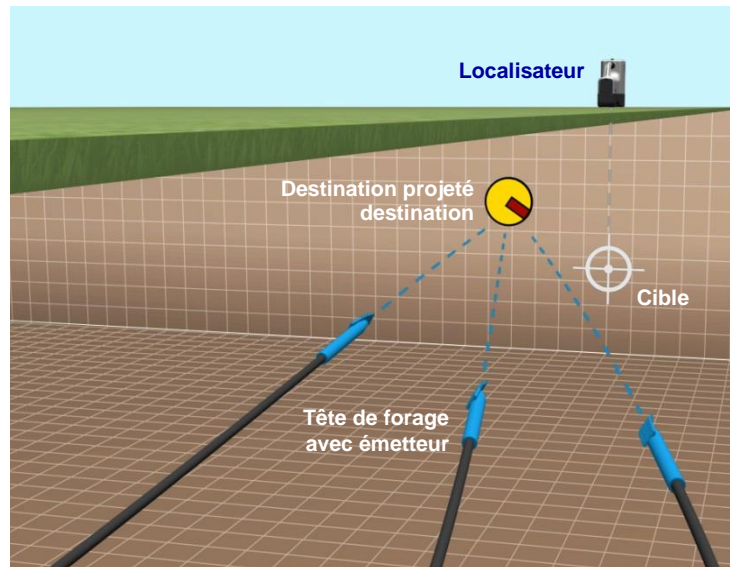 Localisateur
Destination projeté
destination
Cible
Tête de forage
avec émetteur